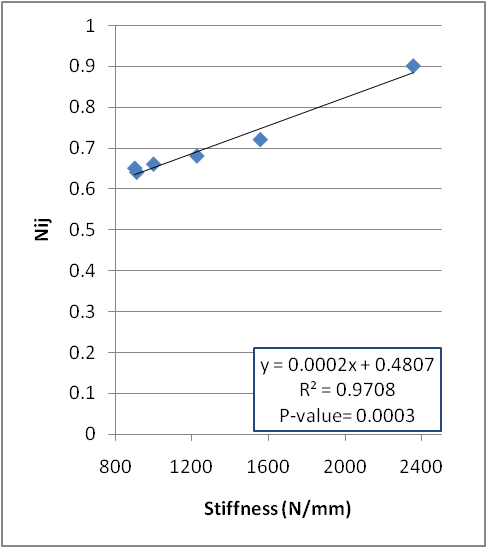 1
0.9
0.8
0.7
0.6
0.5
0.4
0.3
0.2
0.1
0
Nij
y = 0.0002x + 0.4807
R² = 0.9708
P-value= 0.0003
800 1200 1600 2000 2400
Stiffness (N/mm)